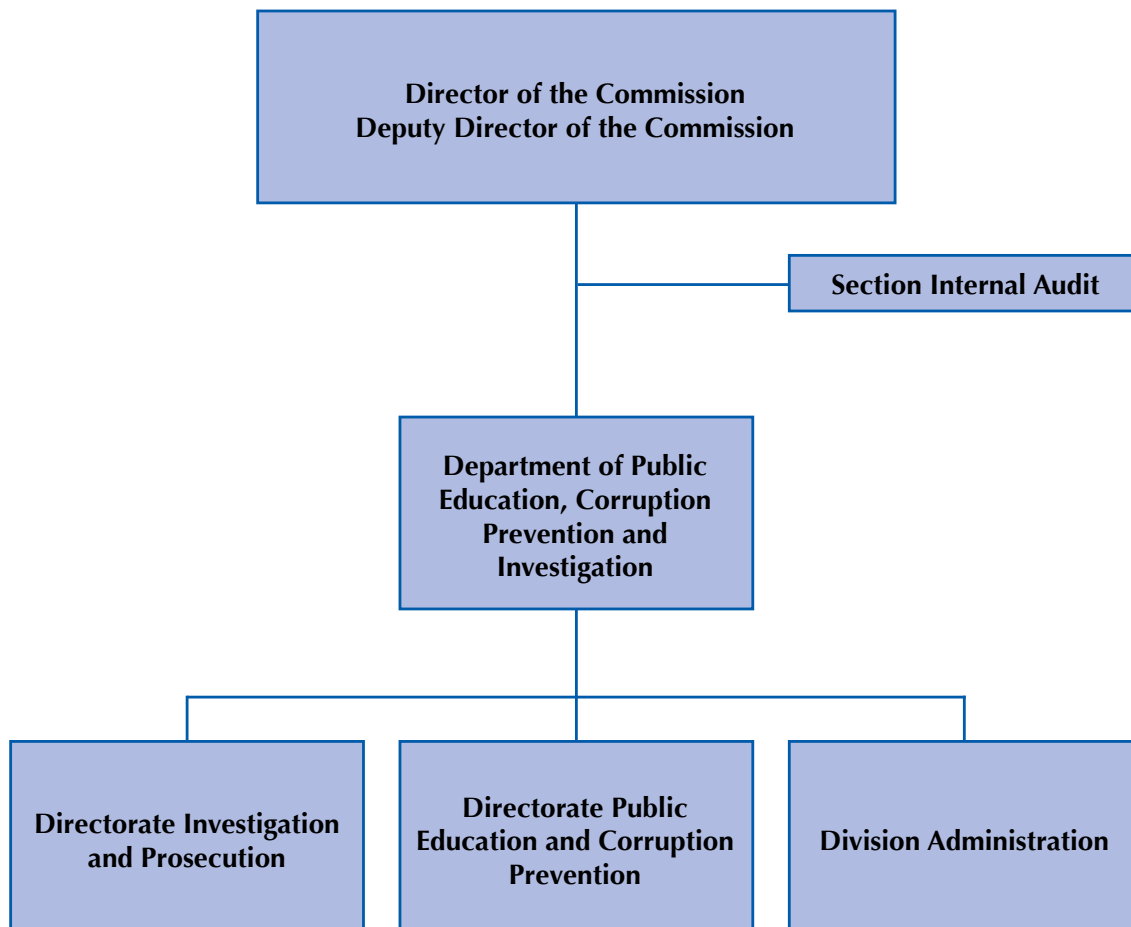 Director of the Commission
Deputy Director of the Commission
Section Internal Audit
Department of Public
Education, Corruption
Prevention and
Investigation
Directorate Investigation
and Prosecution
Directorate Public
Education and Corruption
Prevention
Division Administration